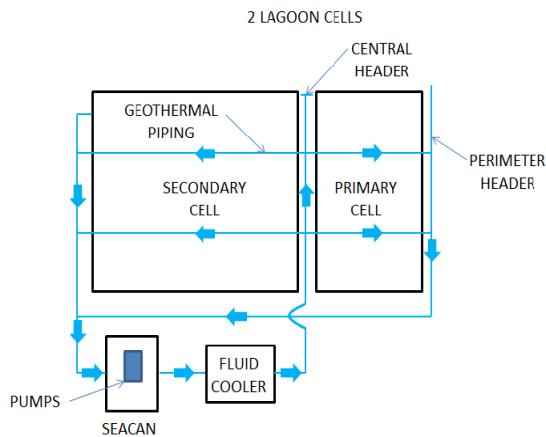 2 LAGOON CELLS
CENTRAL
HEADER
GEOTHERMAL
PIPING
PERIMETER
HEADER
SECONDARY
CELL
PRIMARY
CELL
FLUID
COOLER
PUMPS
SEACAN